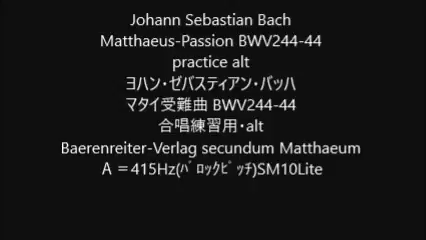 Johann Sebastian Bach
Matthaeus-Passion BWV244-44
practice alt
ﾖﾊﾝ･ｾﾞﾊﾞｽﾃｨｱﾝ･ﾊﾞｯﾊ
マタイ受難曲 BWV244-44
合唱練習用･alt
Baerenreiter-Verlag secundum Matthaeum
Ａ＝415Hz(ﾊﾞﾛｯｸﾋﾟｯﾁ)SM10Lite